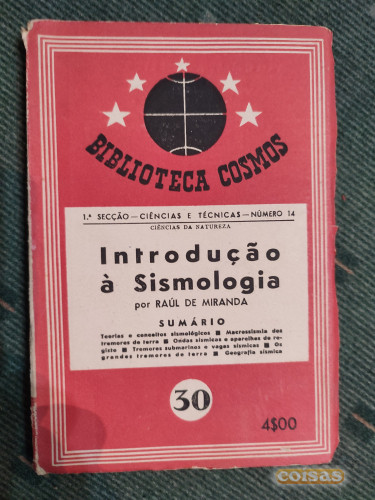 BIBLIOTECA COSMOS
1.ª SECÇÃO — CIÊNCIAS E TÉCNICAS — NÚMERO 14
CIÊNCIAS DA NATUREZA
Introdução
à Sismologia
por RAÚL DE MIRANDA
SUMÁRIO
Teorias e conceitos sismológicos ■ Macrossismia dos
tremores de terra ■ Ondas sísmicas e aparelhos de re-
gisto ■ Tremores submarinos e vagas sísmicas ■ Os
grandes tremores de terra ■ Geografia sísmica
30
4$00
coisas